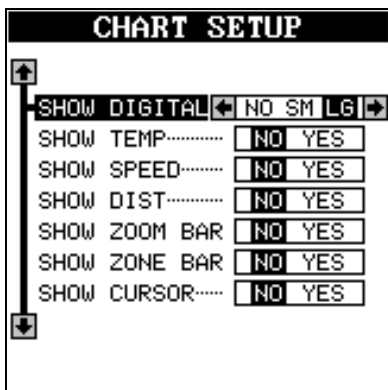 CHART SETUP
SHOW DIGITAL NO SM LG
SHOW TEMP........... NO YES
SHOW SPEED........ NO YES
SHOW DIST........... NO YES
SHOW ZOOM BAR NO YES
SHOW ZONE BAR NO YES
SHOW CURSOR...... NO YES